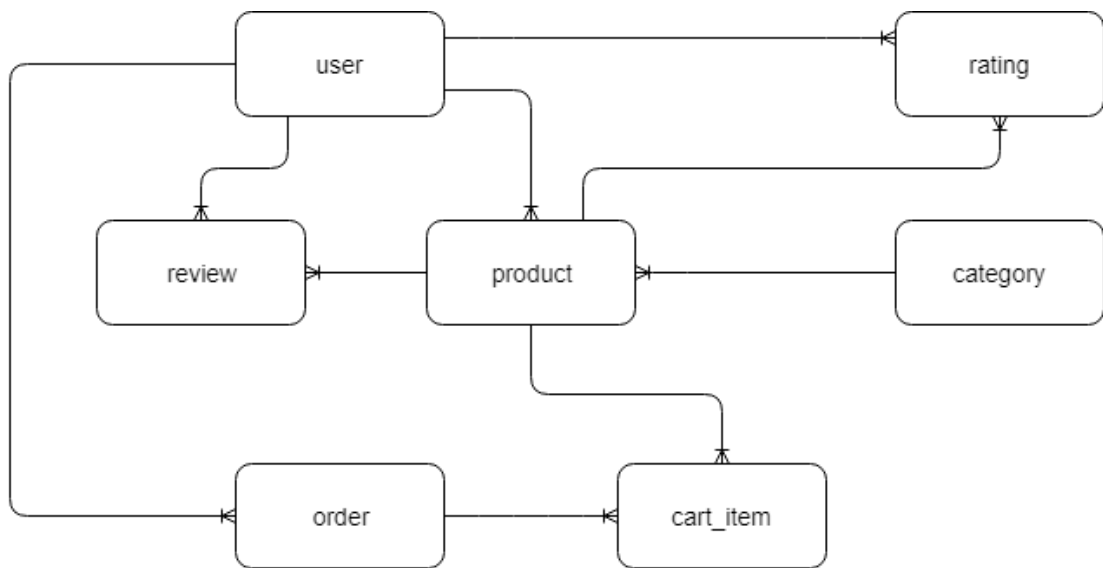 user
rating
review
product
category
order
cart_item